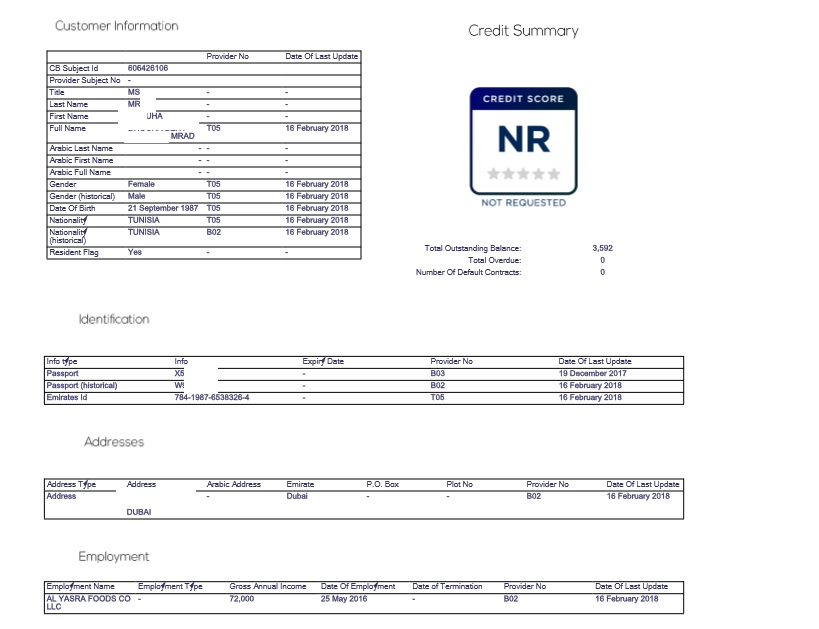 Customer Information
Credit Summary
Provider No Date Of Last Update
CB Subject Id 606426106
Provider Subject No -
Title MS - -
Last Name MR - -
First Name UHA - -
Full Name T05 16 February 2018
MRAD
Arabic Last Name - - -
Arabic First Name - - -
Arabic Full Name - - -
Gender Female T05 16 February 2018
Gender (historical) Male T05 16 February 2018
Date Of Birth 21 September 1987 T05 16 February 2018
Nationality TUNISIA T05 16 February 2018
Nationality TUNISIA B02 16 February 2018
(historical)
Resident Flag Yes - -
CREDIT SCORE
NR
NOT REQUESTED
Total Outstanding Balance: 3,592
Total Overdue: 0
Number Of Default Contracts: 0
Identification
Info type Info Expiry Date Provider No Date Of Last Update
Passport X5 - B03 19 December 2017
Passport (historical) - B02 16 February 2018
Emirates Id 784-1987-6538326-4 - T05 16 February 2018
Addresses
Address Type Address Arabic Address Emirate P.O. Box Plot No Provider No Date Of Last Update
Address - Dubai - - B02 16 February 2018
DUBAI
Employment
Employment Name Employment Type Gross Annual Income Date Of Employment Date of Termination Provider No Date Of Last Update
AL YASRA FOODS CO - 72,000 25 May 2016 - B02 16 February 2018
LLC